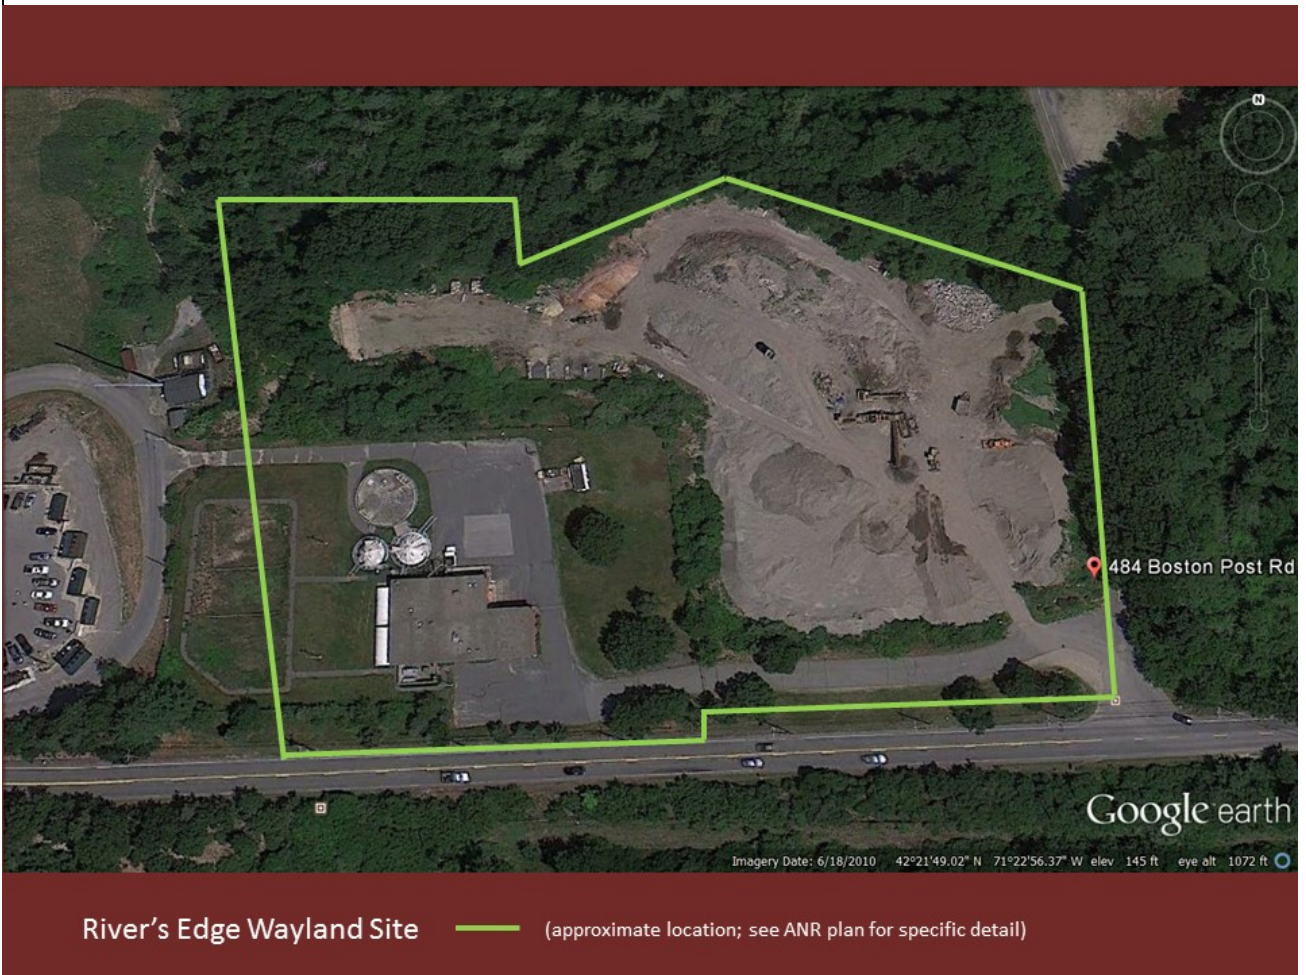 N
484 Boston Post Rd
Google earth
Imagery Date: 6/18/2010 42°21'49.02" N 71°22'56.37" W elev 145 ft eye alt 1072 ft
River's Edge Wayland Site (approximate location; see ANR plan for specific detail)